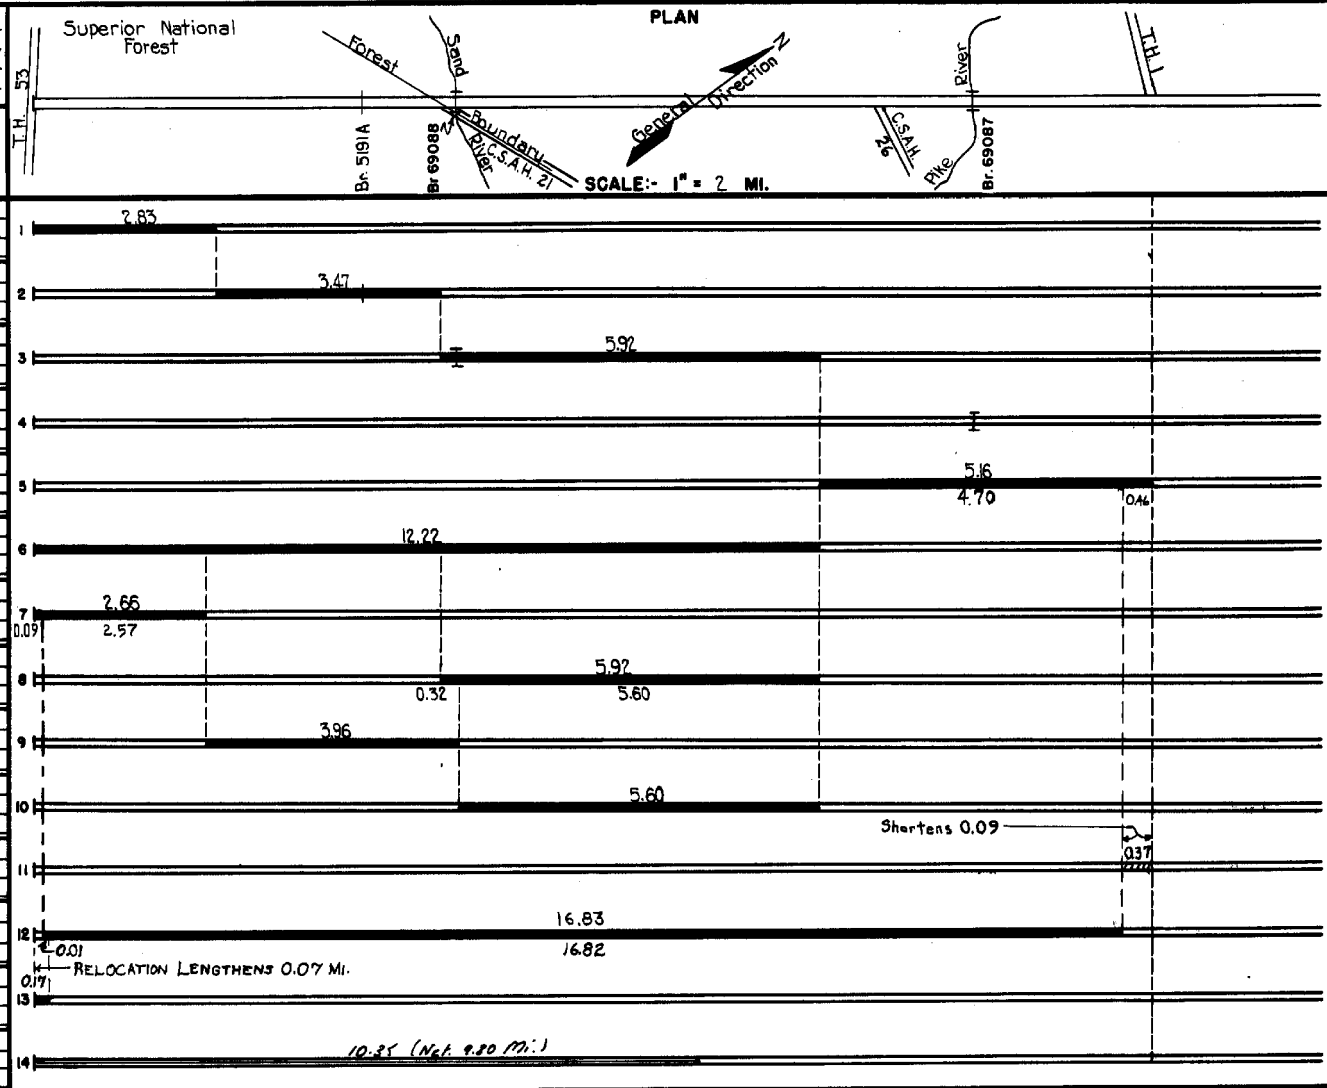 PLAN
Superior National
Forest
T.H. 53
Forest
Sand
River
Boundary
C.S.A.H. 21
Br. 5191A
Br 69088
General Direction
N
C.S.A.H.
26
River
Pike
Br. 69087
T.H. 1
SCALE:- 1" = 2 MI.
2.83
1
3.47
2
5.92
3
4
5.16
5
4.70
0.46
12.22
6
2.66
7
0.09
2.57
5.92
8
0.32
5.60
3.96
9
5.60
10
Shortens 0.09
0.37
11
16.83
12
0.01
16.82
RELOCATION LENGTHENS 0.07 MI.
0.17
13
10.35 (Net. 9.80 Mi.)
14